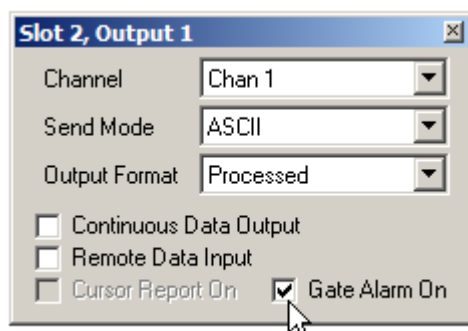 Slot 2, Output 1
Channel Chan 1
Send Mode ASCII
Output Format Processed
Continuous Data Output
Remote Data Input
Cursor Report On Gate Alarm On